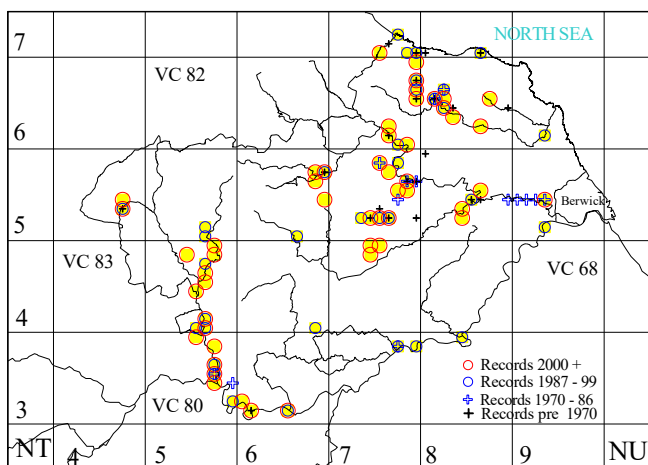 NORTH SEA
7
VC 82
6
Berwick
5
VC 83
VC 68
4
Records 2000 +
Records 1987 - 99
Records 1970 - 86
VC 80
Records pre 1970
3
NT 4 5 6 7 8 9 NU